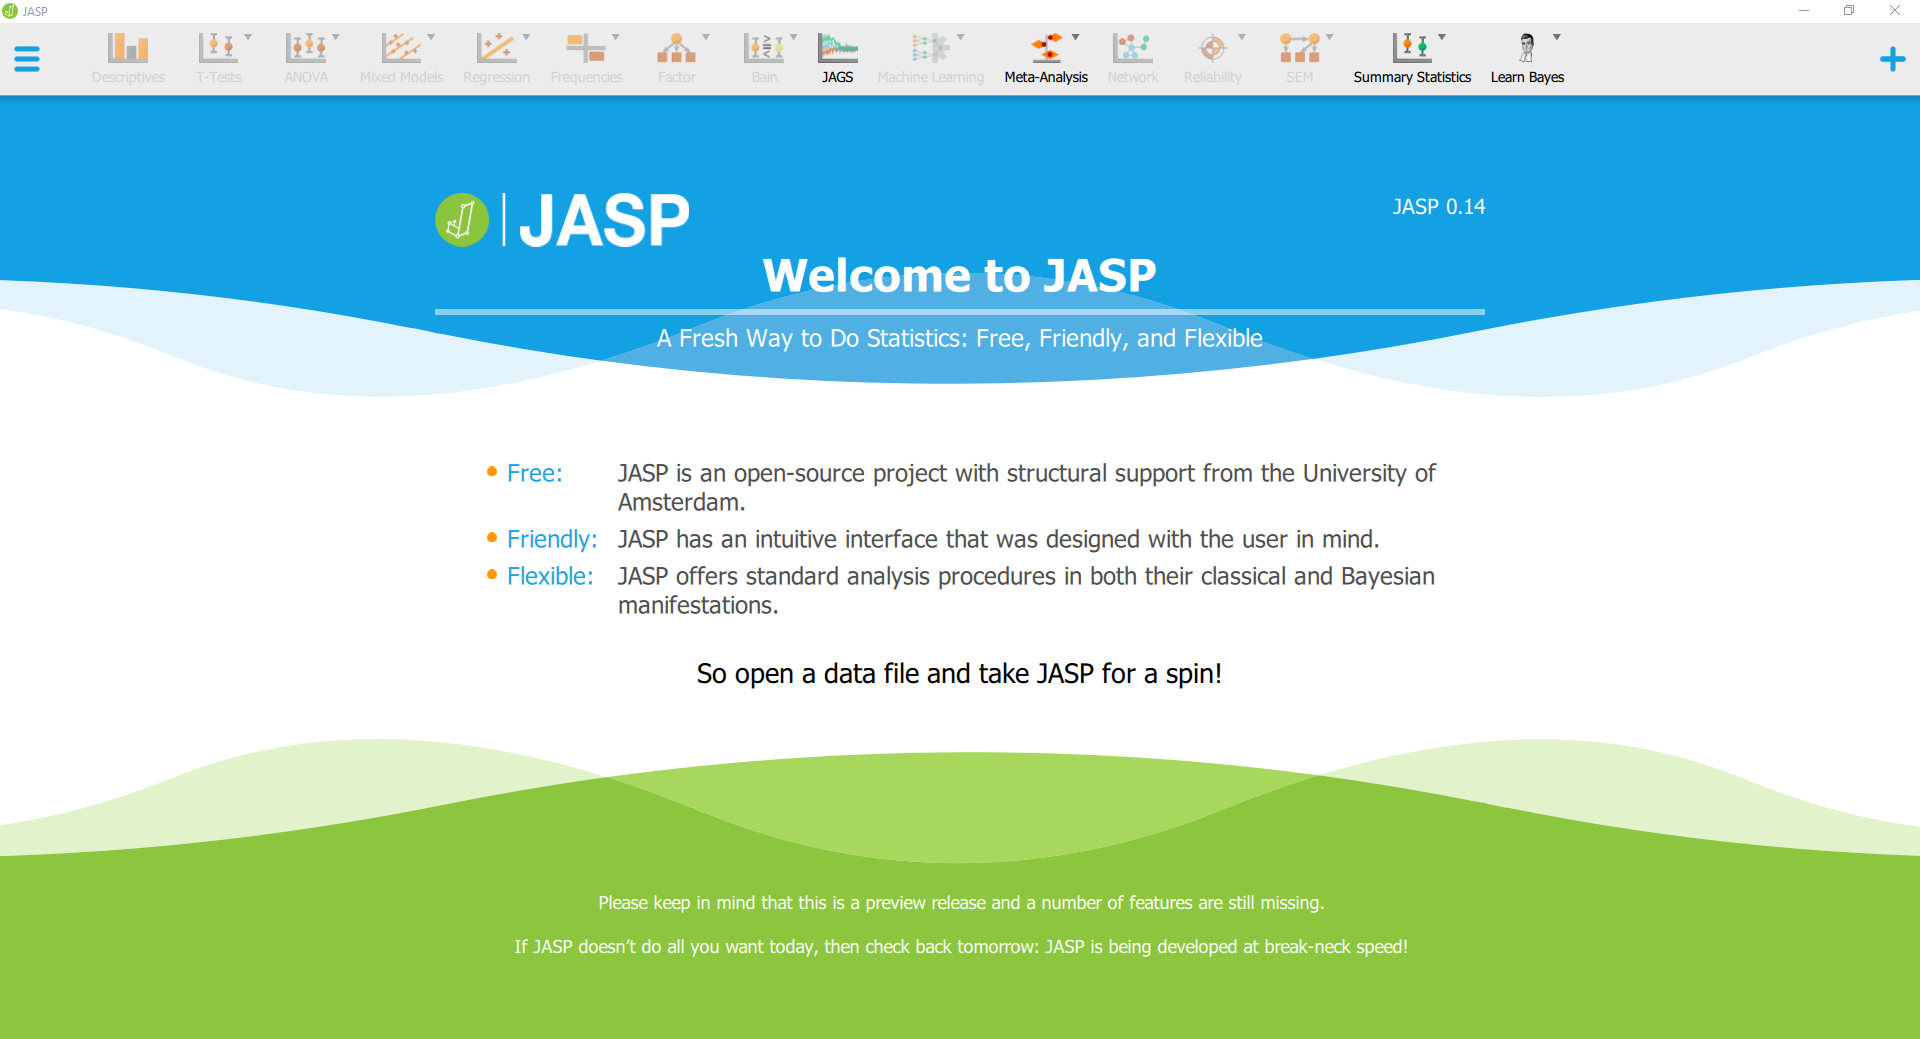 JASP
Descriptives
T-Tests
ANOVA
Mixed Models
Regression
Frequencies
Factor
Bain
JAGS
Machine Learning
Meta-Analysis
Network
Reliability
SEM
Summary Statistics
Learn Bayes
JASP
JASP 0.14
Welcome to JASP
A Fresh Way to Do Statistics: Free, Friendly, and Flexible
Free: JASP is an open-source project with structural support from the University of
Amsterdam.
Friendly: JASP has an intuitive interface that was designed with the user in mind.
Flexible: JASP offers standard analysis procedures in both their classical and Bayesian
manifestations.
So open a data file and take JASP for a spin!
Please keep in mind that this is a preview release and a number of features are still missing.
If JASP doesn’t do all you want today, then check back tomorrow: JASP is being developed at break-neck speed!